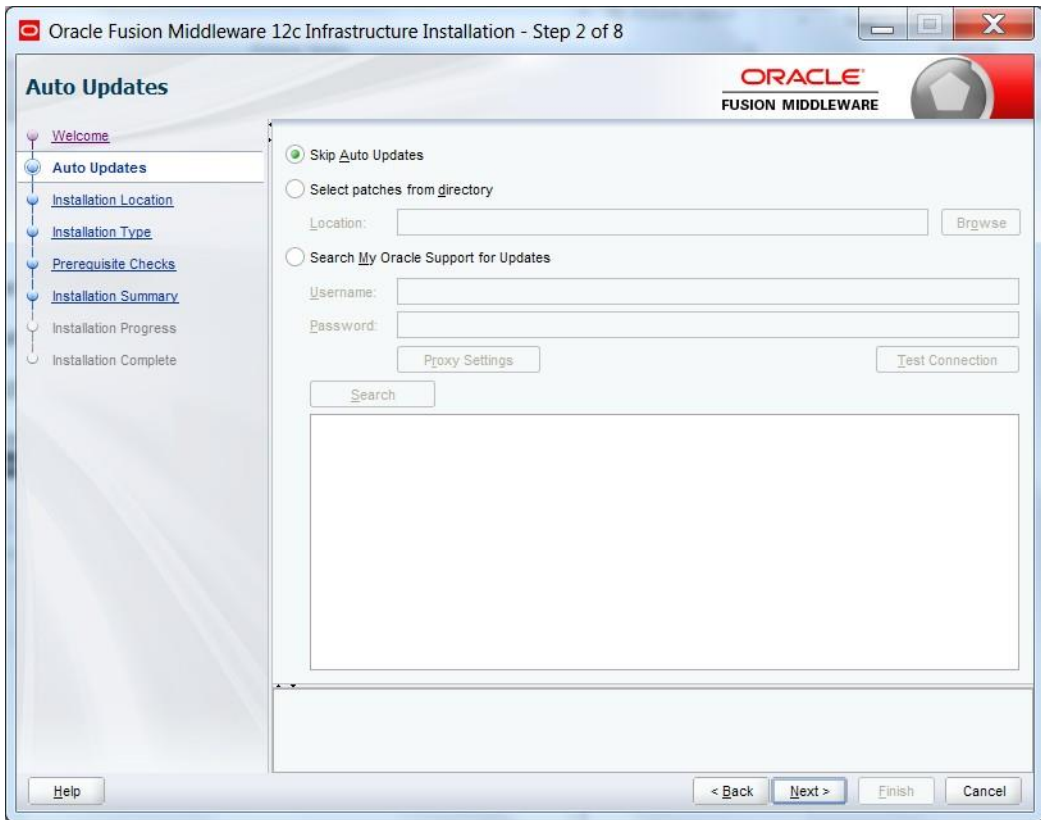 Oracle Fusion Middleware 12c Infrastructure Installation - Step 2 of 8
Auto Updates
ORACLE
FUSION MIDDLEWARE
Welcome
Auto Updates
Installation Location
Installation Type
Prerequisite Checks
Installation Summary
Installation Progress
Installation Complete
Skip Auto Updates
Select patches from directory
Location:
Browse
Search My Oracle Support for Updates
Username:
Password:
Proxy Settings
Test Connection
Search
Help
< Back
Next >
Finish
Cancel